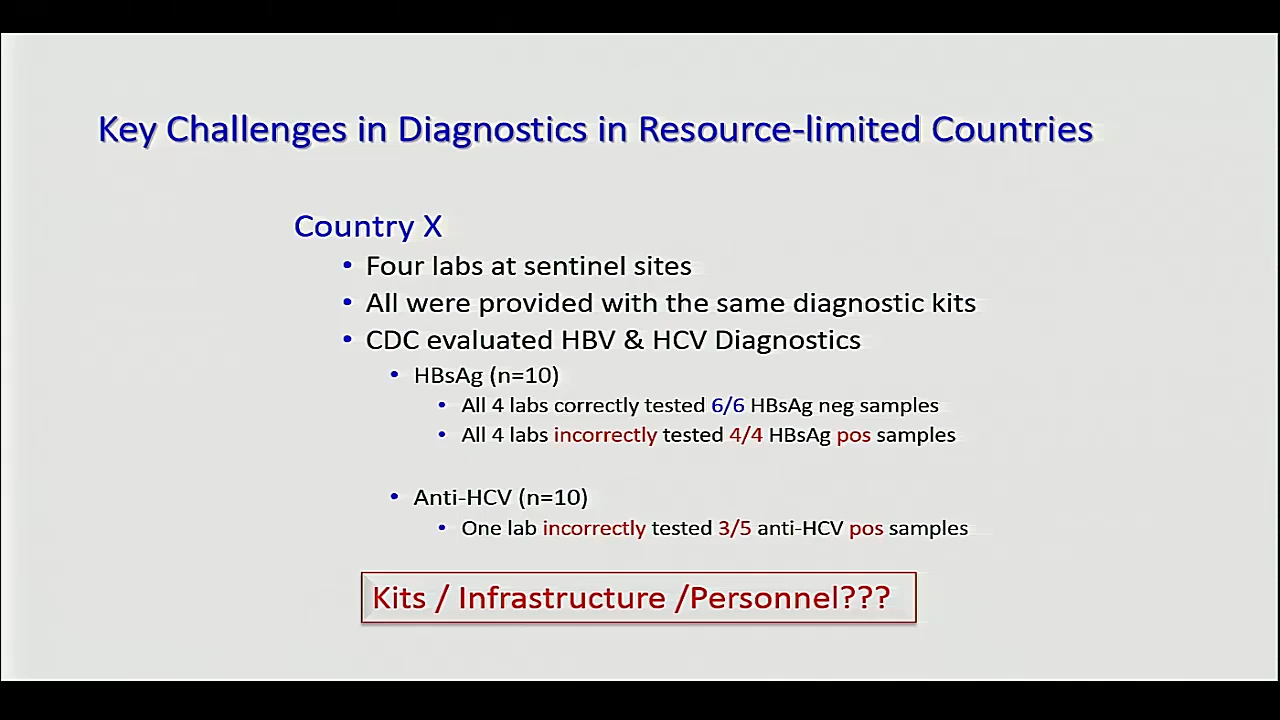 Key Challenges in Diagnostics in Resource-limited Countries
Country X
• Four labs at sentinel sites
• All were provided with the same diagnostic kits
• CDC evaluated HBV & HCV Diagnostics
• HBsAg (n=10)
• All 4 labs correctly tested 6/6 HBsAg neg samples
• All 4 labs incorrectly tested 4/4 HBsAg pos samples
• Anti-HCV (n=10)
• One lab incorrectly tested 3/5 anti-HCV pos samples
Kits / Infrastructure /Personnel???